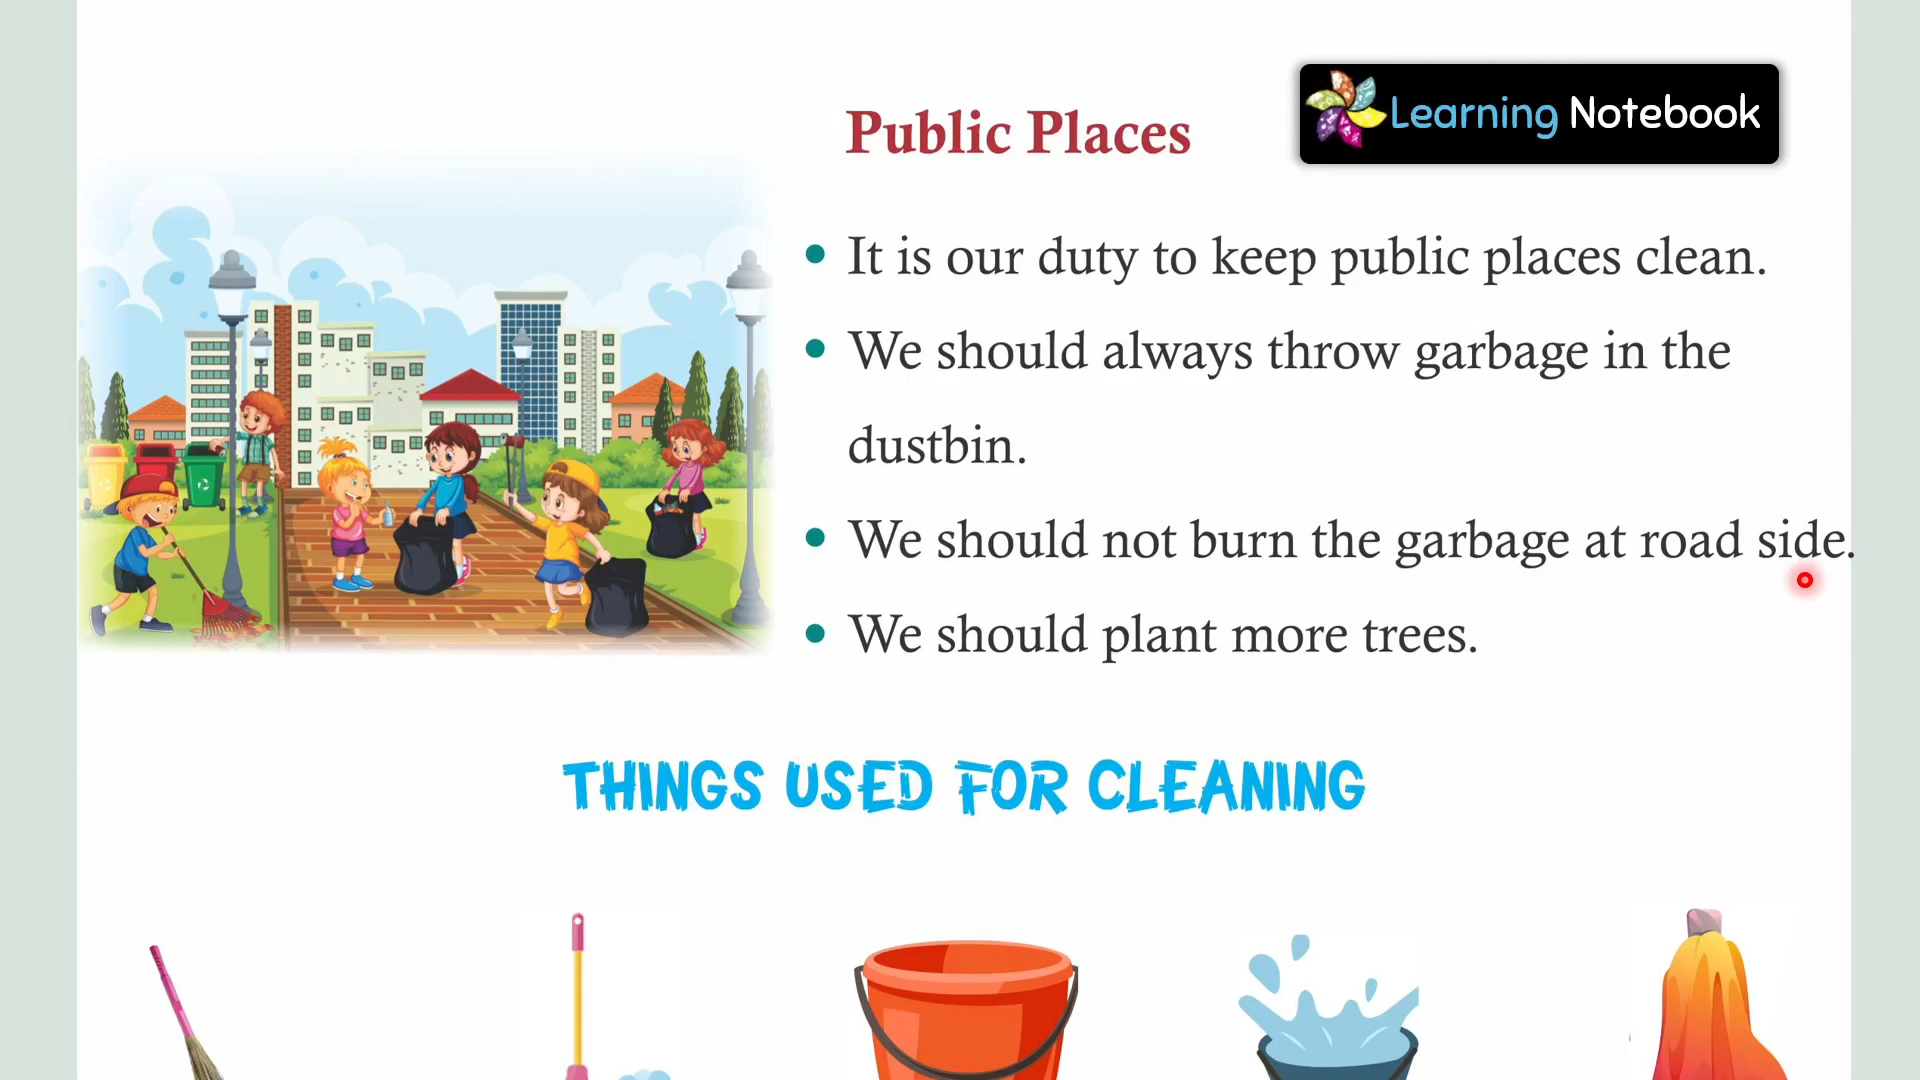 Learning Notebook
Public Places
• It is our duty to keep public places clean.
• We should always throw garbage in the
dustbin.
• We should not burn the garbage at road side.
• We should plant more trees.
THINGS USED FOR CLEANING